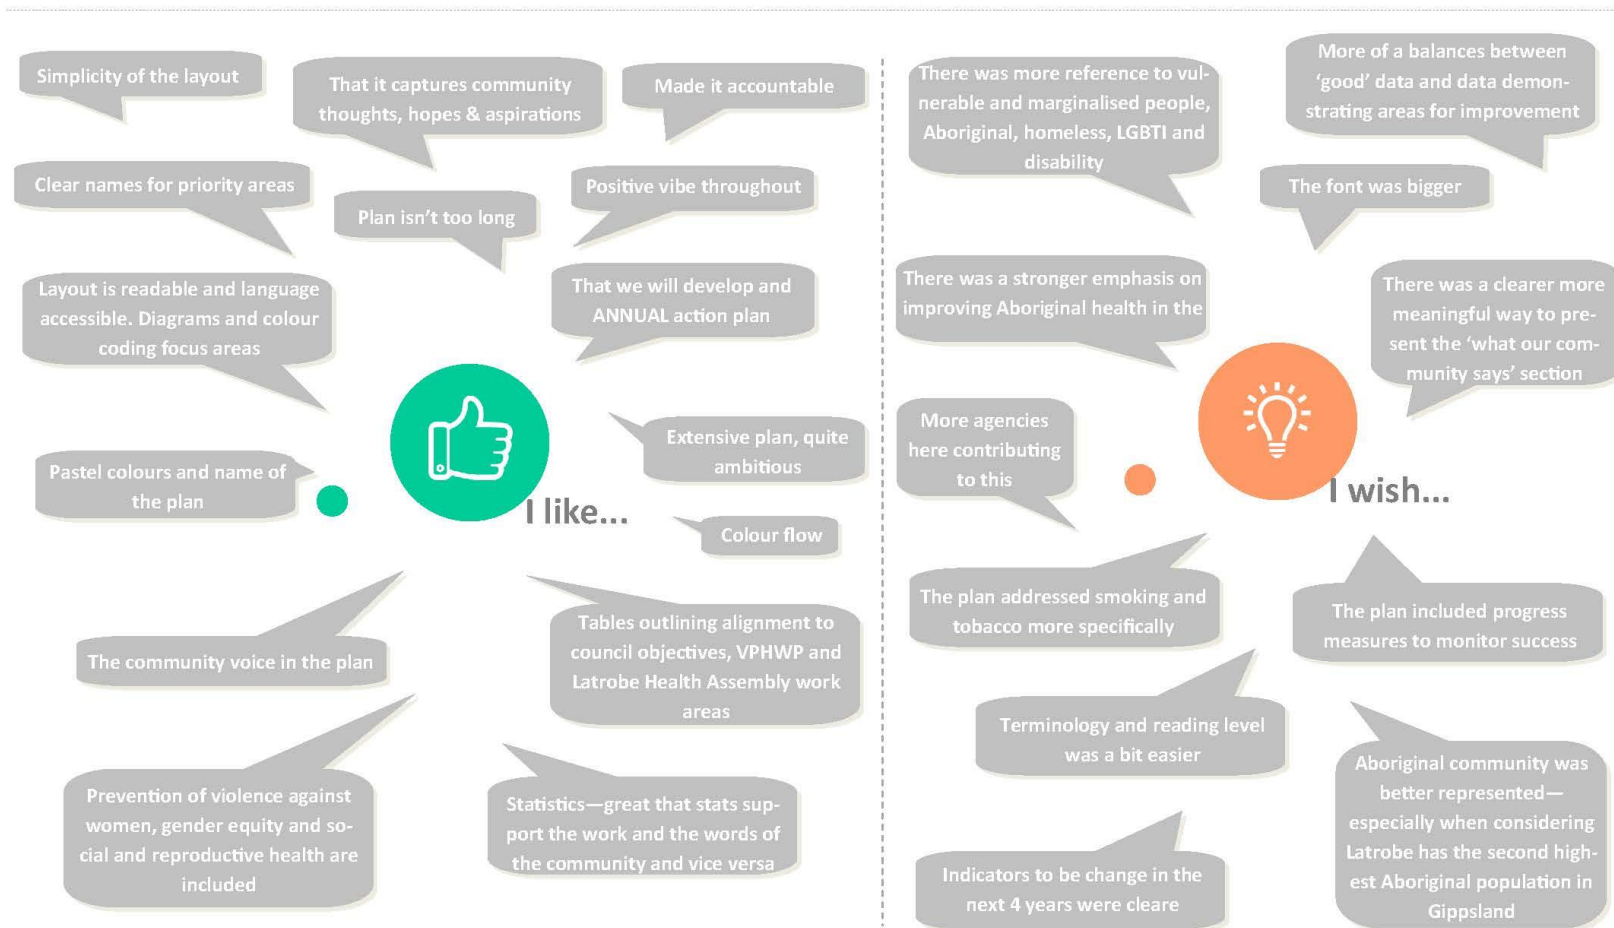 Simplicity of the layout
That it captures community
thoughts, hopes & aspirations
Made it accountable
Clear names for priority areas
Plan isn't too long
Positive vibe throughout
Layout is readable and language
accessible. Diagrams and colour
coding focus areas
That we will develop and
ANNUAL action plan
Pastel colours and name of
the plan
Extensive plan, quite
ambitious
I like...
Colour flow
The community voice in the plan
Tables outlining alignment to
council objectives, VPHWP and
Latrobe Health Assembly work
areas
Prevention of violence against
women, gender equity and so-
cial and reproductive health are
included
Statistics—great that stats sup-
port the work and the words of
the community and vice versa
There was more reference to vul-
nerable and marginalised people,
Aboriginal, homeless, LGBTI and
disability
More of a balances between
'good' data and data demon-
strating areas for improvement
The font was bigger
There was a stronger emphasis on
improving Aboriginal health in the
There was a clearer more
meaningful way to pre-
sent the 'what our com-
munity says' section
More agencies
here contributing
to this
I wish...
The plan addressed smoking and
tobacco more specifically
The plan included progress
measures to monitor success
Terminology and reading level
was a bit easier
Aboriginal community was
better represented—
especially when considering
Latrobe has the second high-
est Aboriginal population in
Gippsland
Indicators to be change in the
next 4 years were cleare